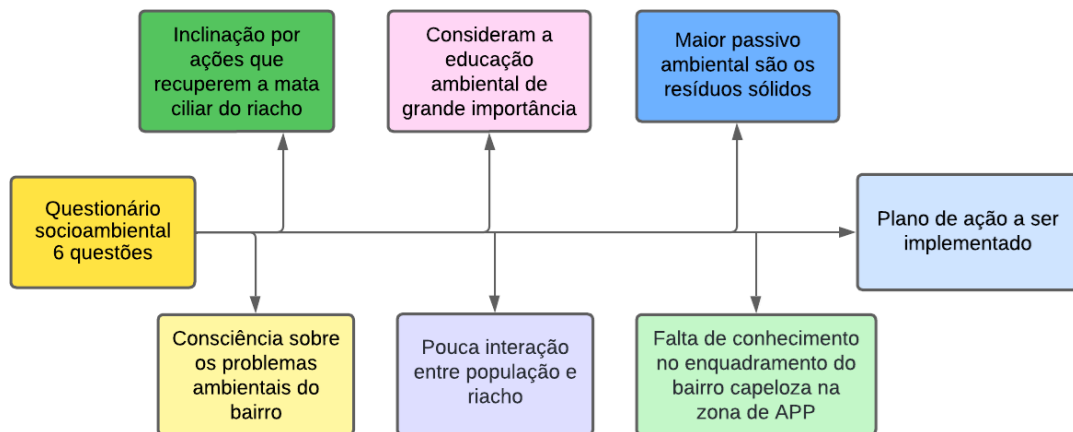 Inclinação por
ações que
recuperem a mata
ciliar do riacho
Consideram a
educação
ambiental de
grande importância
Maior passivo
ambiental são os
resíduos sólidos
Questionário
socioambiental
6 questões
Plano de ação a ser
implementado
Consciência sobre
os problemas
ambientais do
bairro
Pouca interação
entre população e
riacho
Falta de conhecimento
no enquadramento do
bairro capeloza na
zona de APP